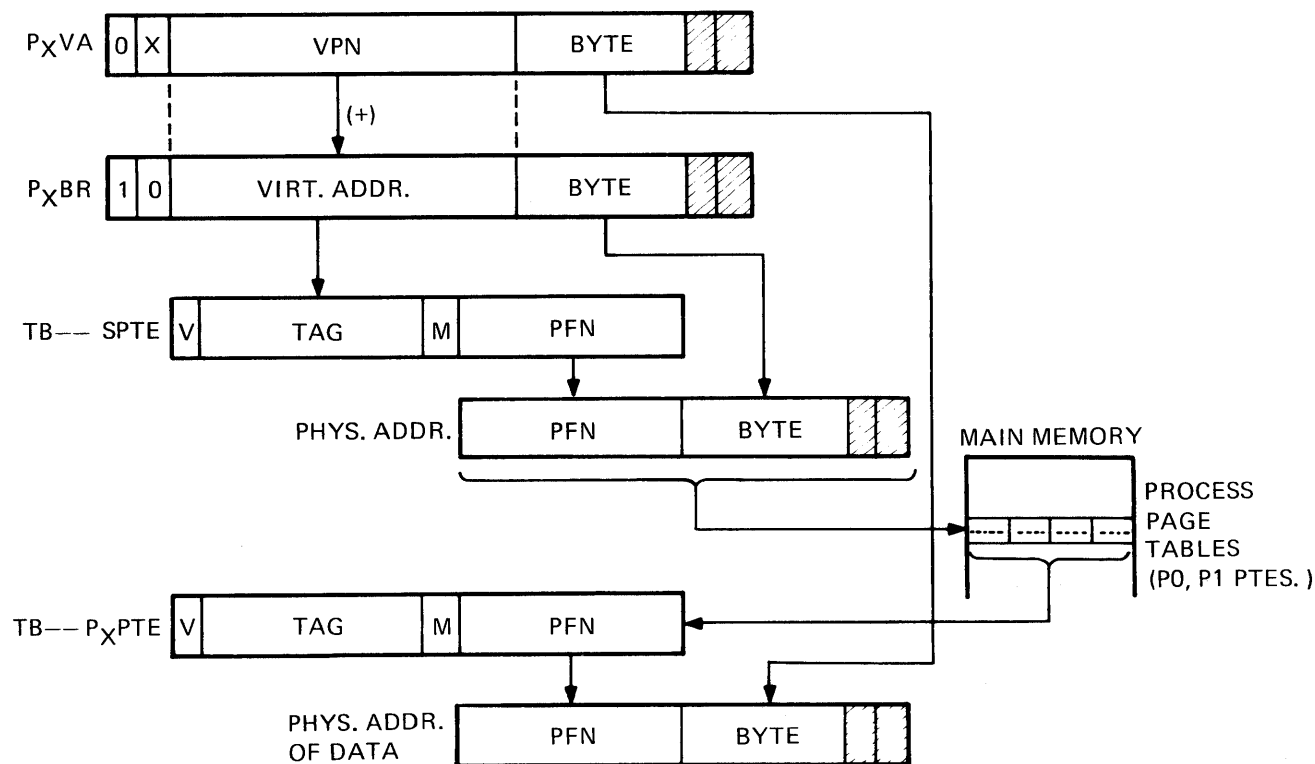 PXVA 0 X VPN BYTE
(+)
PXBR 1 0 VIRT. ADDR. BYTE
TB—— SPTE V TAG M PFN
PHYS. ADDR. PFN BYTE
MAIN MEMORY
PROCESS
PAGE
TABLES
(P0, P1 PTES.)
TB—— PXPTE V TAG M PFN
PHYS. ADDR.
OF DATA
PFN BYTE